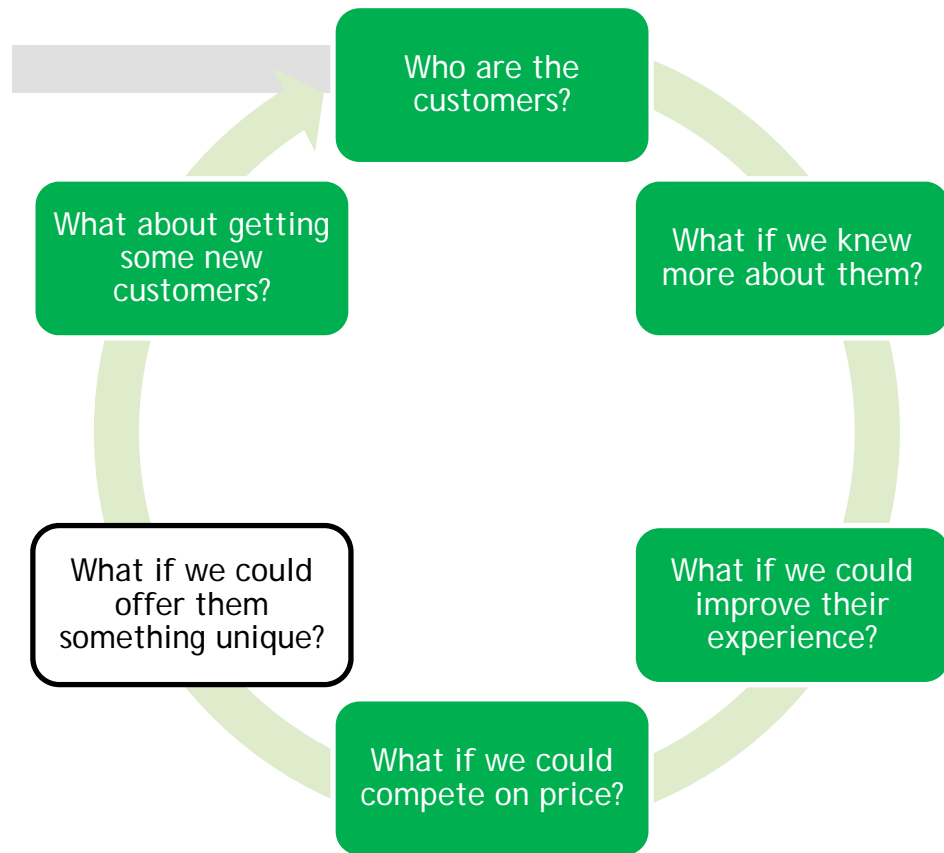 Who are the
customers?
What if we knew
more about them?
What if we could
improve their
experience?
What if we could
compete on price?
What if we could
offer them
something unique?
What about getting
some new
customers?